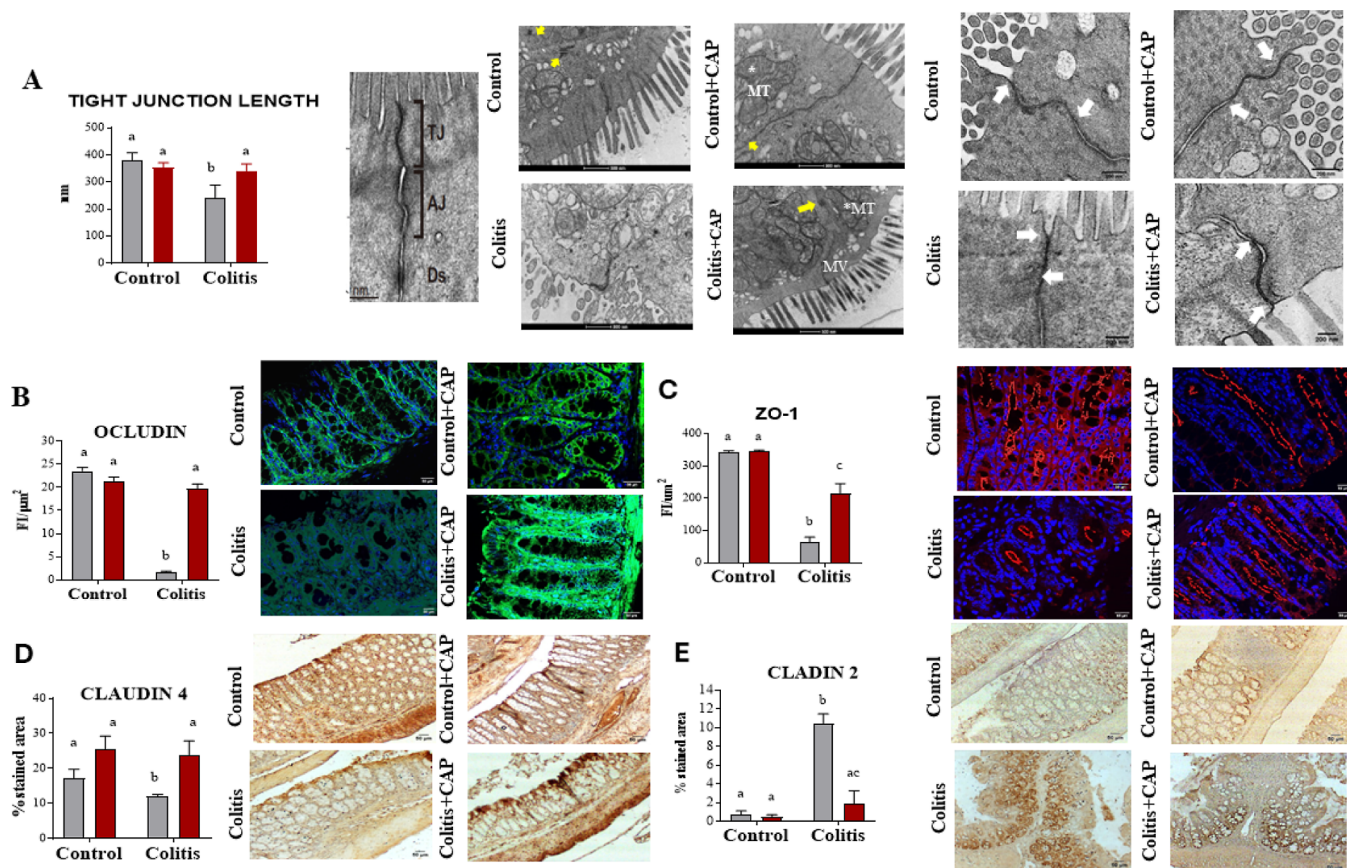 A
TIGHT JUNCTION LENGTH
500
400
300
200
100
0
nm
a
a
b
a
Control
Colitis
TJ
AJ
Ds
nm
Control
Control+CAP
* MT
Colitis
Colitis+CAP
*MT
MV
Control
Control+CAP
Colitis
Colitis+CAP
200 nm
B
OCLUDIN
30
25
20
15
10
5
0
FI/µm²
a
a
b
a
Control
Colitis
Control
Control+CAP
Colitis
Colitis+CAP
C
ZO-1
400
300
200
100
0
FI/um²
a
a
b
c
Control
Colitis
Control
Control+CAP
Colitis
Colitis+CAP
D
CLAUDIN 4
40
30
20
10
0
% stained area
a
a
b
a
Control
Colitis
Control
Control+CAP
Colitis
Colitis+CAP
50 µm
E
CLADIN 2
14
12
10
8
6
4
2
0
% stained area
a
a
b
ac
Control
Colitis
Control
Control+CAP
Colitis
Colitis+CAP
50 µm